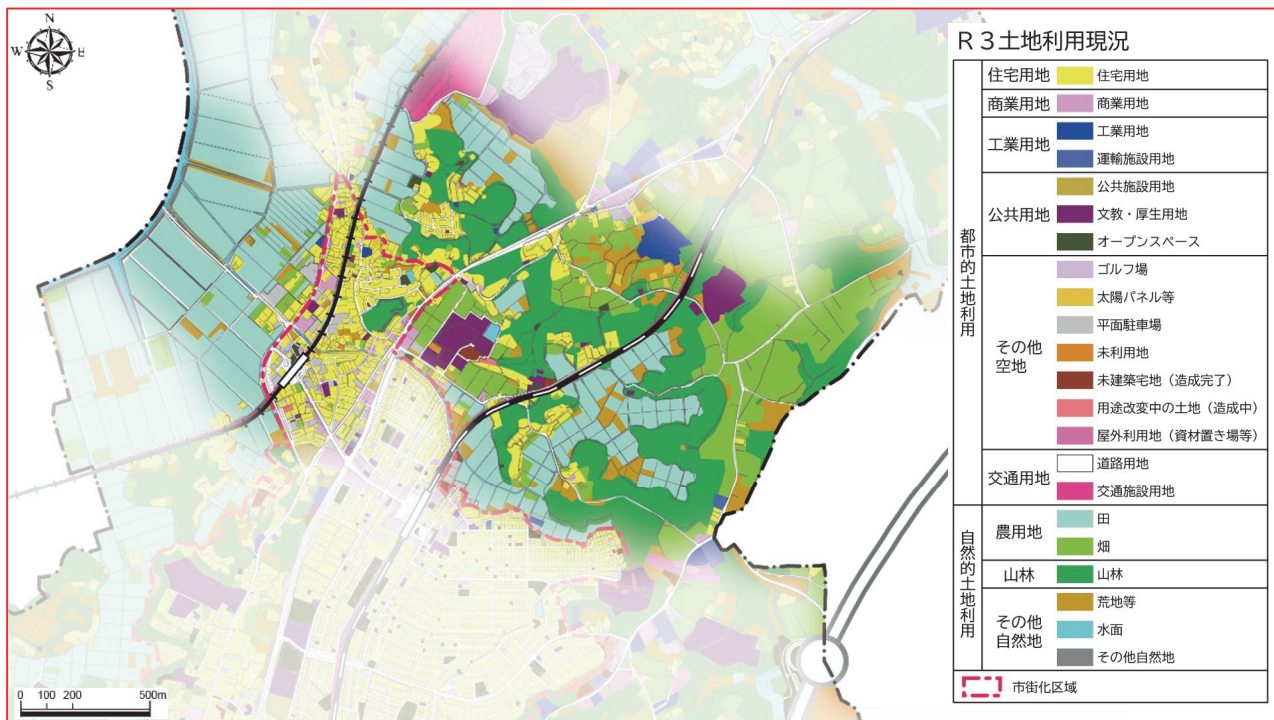 N
W
E
S
0 100 200 500m
R3土地利用現況
都市的土地利用
住宅用地
住宅用地
商業用地
商業用地
工業用地
工業用地
運輸施設用地
公共用地
公共施設用地
文教・厚生用地
オープンスペース
その他
空地
ゴルフ場
太陽パネル等
平面駐車場
未利用地
未建築宅地(造成完了)
用途改変中の土地(造成中)
屋外利用地(資材置き場等)
交通用地
道路用地
交通施設用地
自然的土地利用
農用地
田
畑
山林
山林
その他
自然地
荒地等
水面
その他自然地
市街化区域